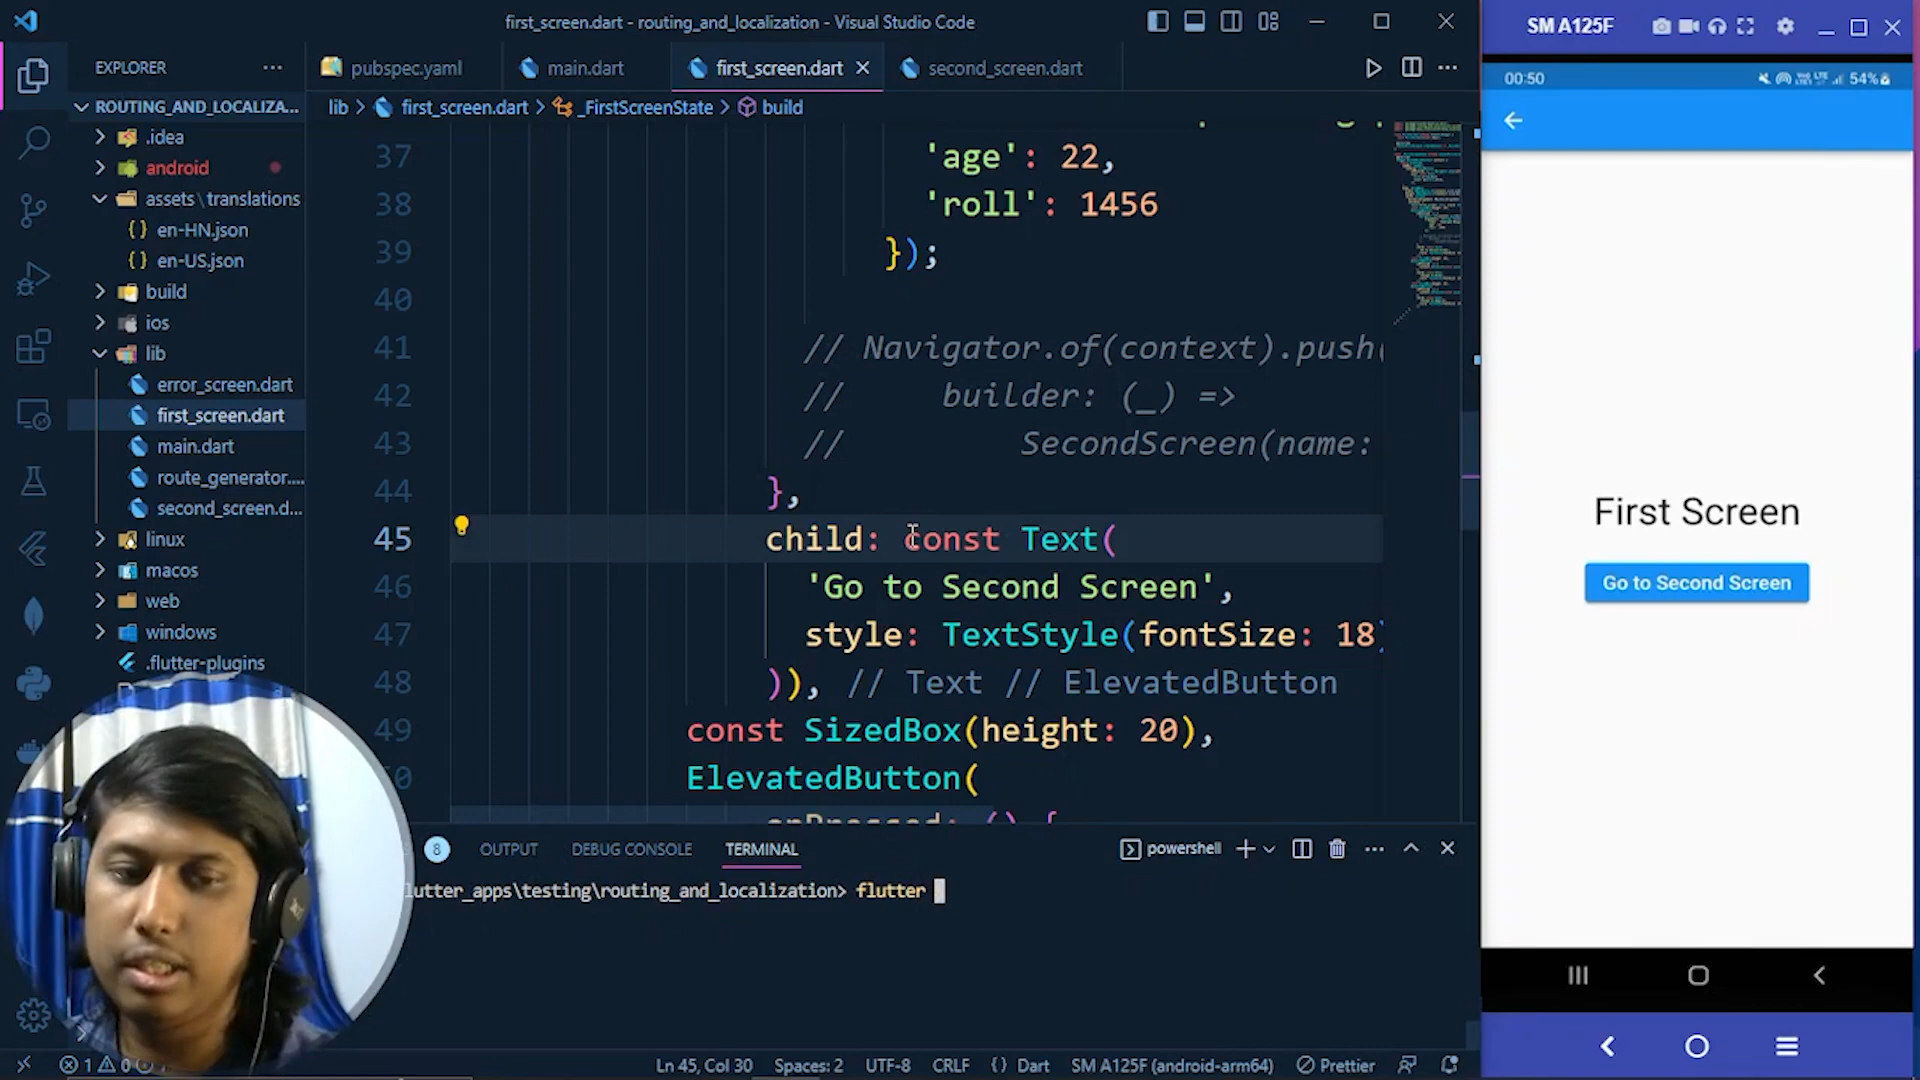 first_screen.dart - routing_and_localization - Visual Studio Code
SM A125F
EXPLORER
pubspec.yaml
main.dart
first_screen.dart
second_screen.dart
00:50
54%
ROUTING_AND_LOCALIZA...
lib > first_screen.dart > _FirstScreenState > build
.idea
android
assets\translations
en-HN.json
en-US.json
build
ios
lib
error_screen.dart
first_screen.dart
main.dart
route_generator....
second_screen.d...
linux
macos
web
windows
.flutter-plugins
37 'age': 22,
38 'roll': 1456
39 });
40
41 // Navigator.of(context).push(
42 // builder: (_) =>
43 // SecondScreen(name:
44 },
45 child: const Text(
46 'Go to Second Screen',
47 style: TextStyle(fontSize: 18)
48 )), // Text // ElevatedButton
49 const SizedBox(height: 20),
ElevatedButton(
First Screen
Go to Second Screen
8
OUTPUT
DEBUG CONSOLE
TERMINAL
powershell
lutter_apps\testing\routing_and_localization> flutter
1
0
Ln 45, Col 30
Spaces: 2
UTF-8
CRLF
{} Dart
SM A125F (android-arm64)
Prettier